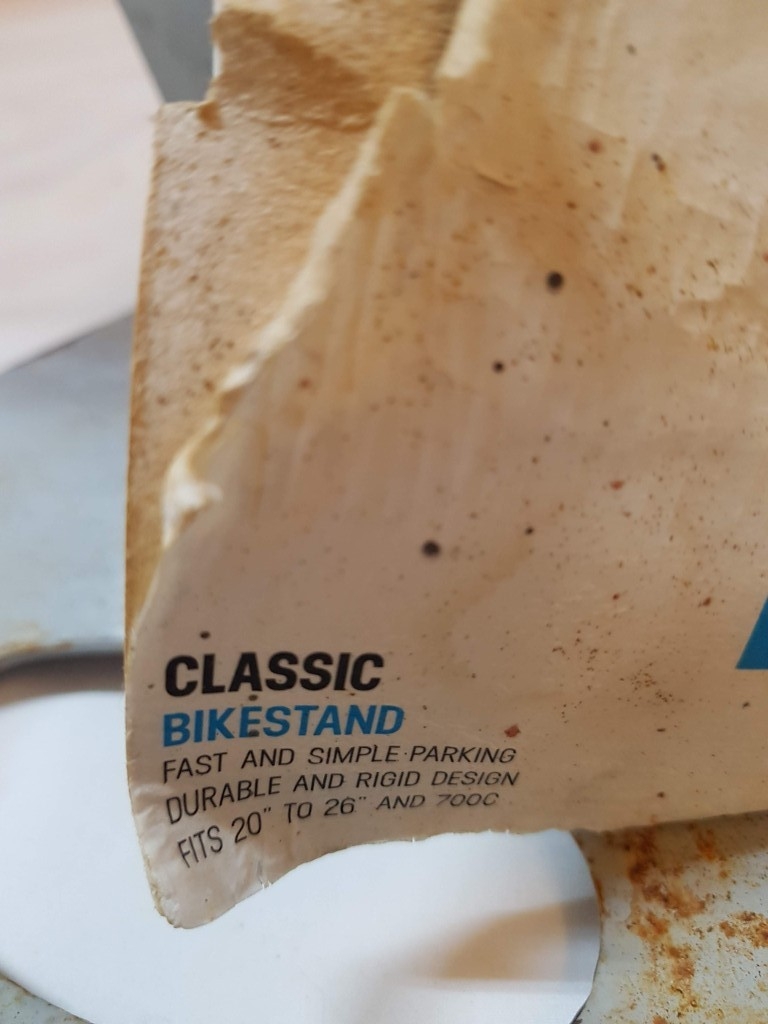 CLASSIC
BIKESTAND
FAST AND SIMPLE PARKING
DURABLE AND RIGID DESIGN
FITS 20" TO 26" AND 700C